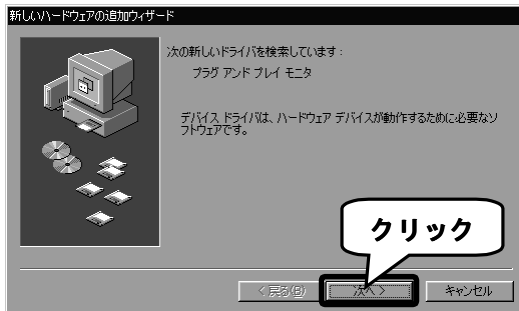 新しいハードウェアの追加ウィザード
次の新しいドライバを検索しています：
プラグ アンド プレイ モニタ
デバイス ドライバは、ハードウェア デバイスが動作するために必要なソ
フトウェアです。
クリック
< 戻る(B)
次へ >
キャンセル